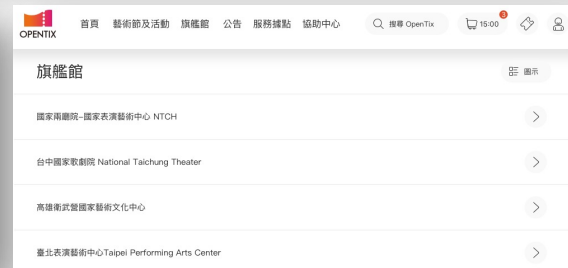 OPENTIX
首頁 藝術節及活動 旗艦館 公告 服務據點 協助中心 搜尋 OpenTix 15:00 3
旗艦館 圖示
國家兩廳院-國家表演藝術中心 NTCH
台中國家歌劇院 National Taichung Theater
高雄衛武營國家藝術文化中心
臺北表演藝術中心Taipei Performing Arts Center